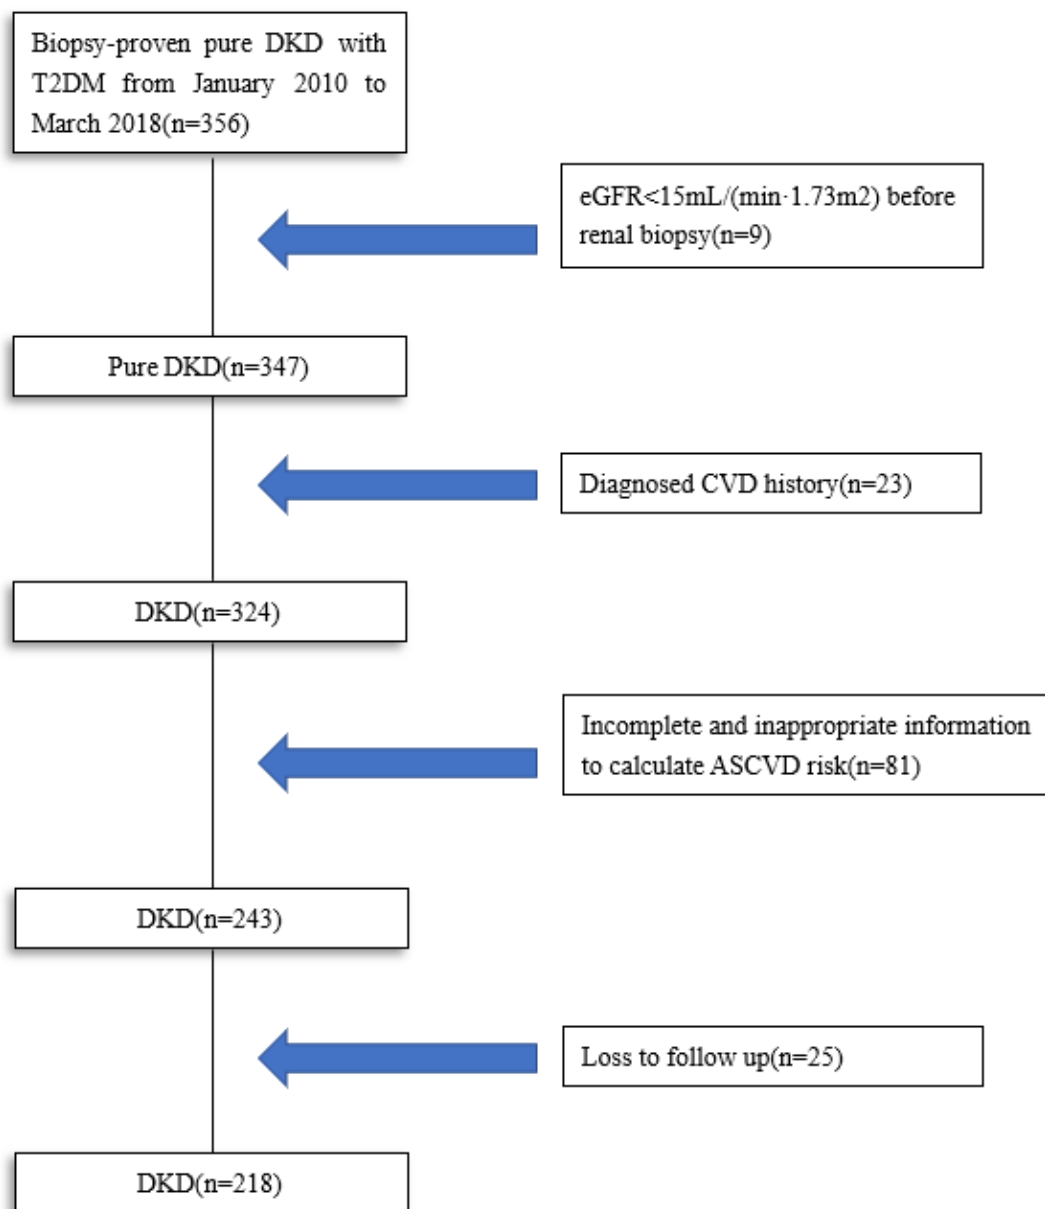 Biopsy-proven pure DKD with
T2DM from January 2010 to
March 2018(n=356)
eGFR<15mL/(min·1.73m2) before
renal biopsy(n=9)
Pure DKD(n=347)
Diagnosed CVD history(n=23)
DKD(n=324)
Incomplete and inappropriate information
to calculate ASCVD risk(n=81)
DKD(n=243)
Loss to follow up(n=25)
DKD(n=218)